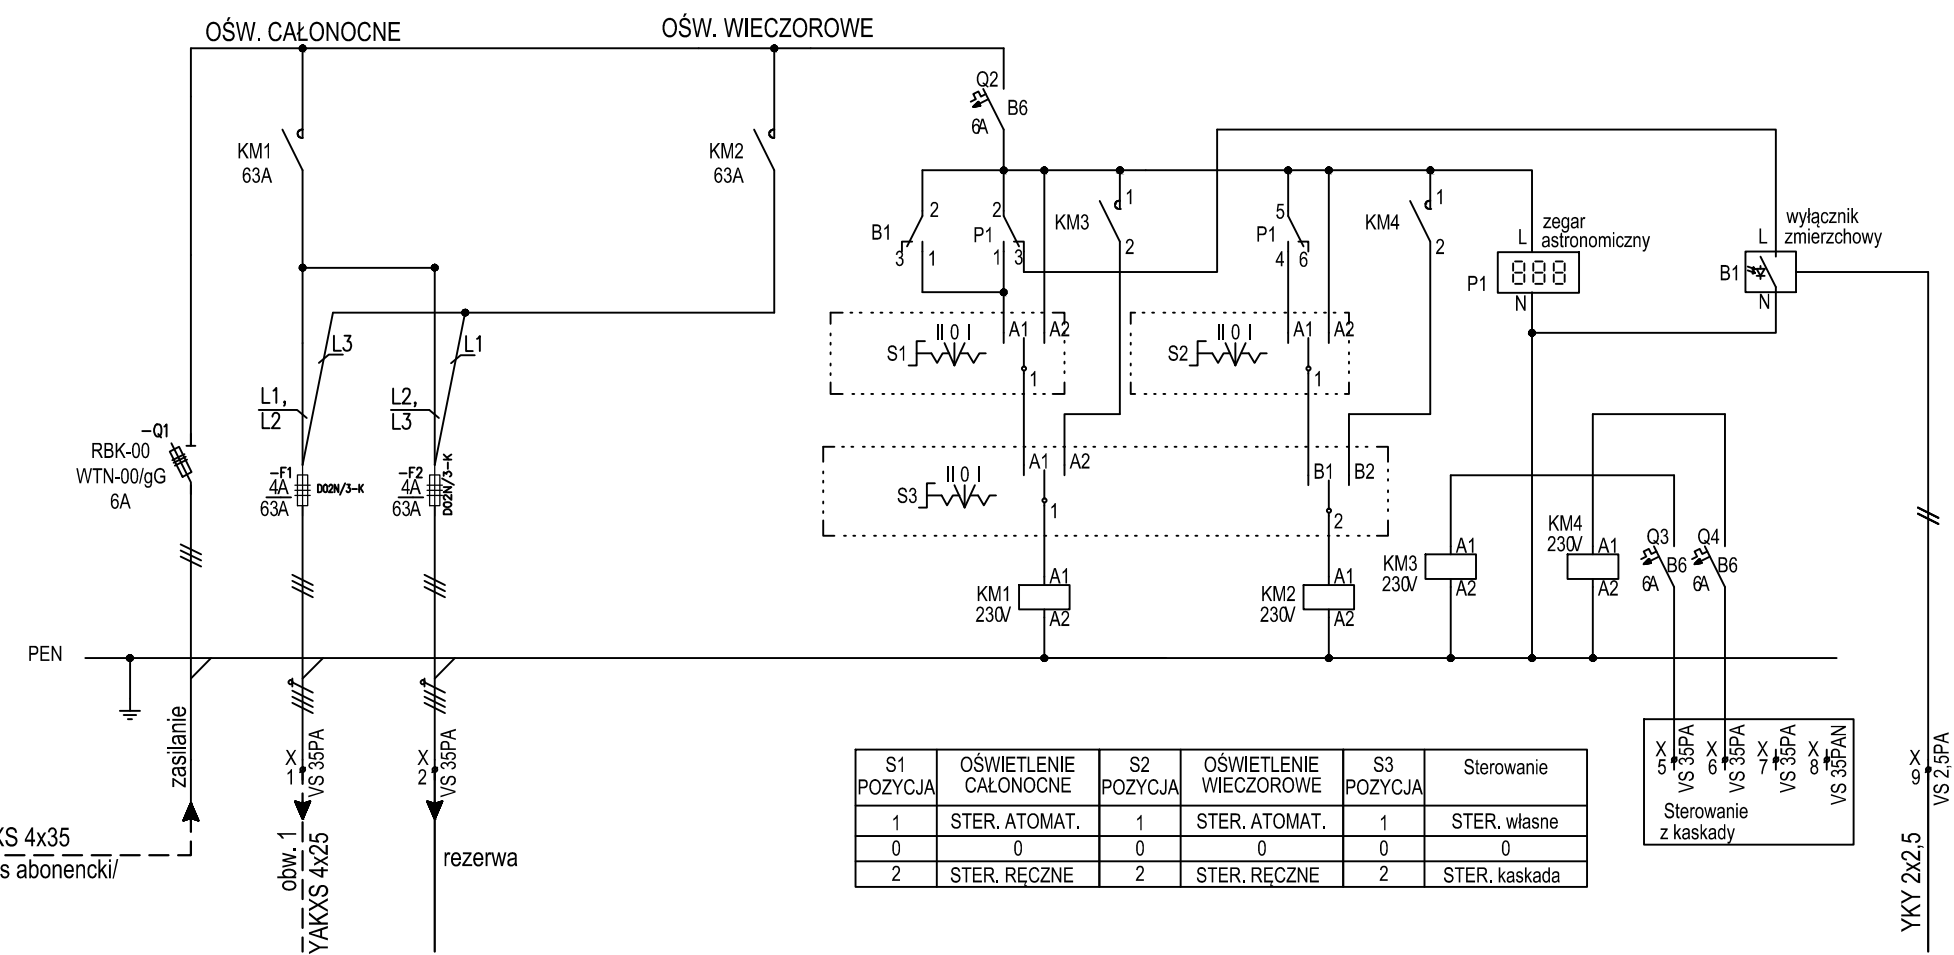 OŚW. CAŁONOCNE
OŚW. WIECZOROWE
Q2
B6
6A
KM1
63A
KM2
63A
B1
2
3
1
2
P1
1
3
KM3
1
2
5
P1
4
6
KM4
1
2
zegar
astronomiczny
L
P1
N
wyłącznik
zmierzchowy
L
B1
N
S1
II 0 I
A1
A2
1
S2
II 0 I
A1
A2
1
L3
L1
L1,
L2
L2,
L3
-Q1
RBK-00
WTN-00/gG
6A
-F1
4A
63A
D02N/3-K
-F2
4A
63A
D02N/3-K
S3
II 0 I
A1
A2
1
B1
B2
2
KM1
230V
A1
A2
KM2
230V
A1
A2
KM3
230V
A1
A2
KM4
230V
A1
A2
Q3
B6
6A
Q4
B6
6A
PEN
zasilanie
X
1
VS 35PA
X
2
VS 35PA
KS 4x35
s abonencki/
obw. 1
YAKXS 4x25
rezerwa
S1 POZYCJA OŚWIETLENIE CAŁONOCNE S2 POZYCJA OŚWIETLENIE WIECZOROWE S3 POZYCJA Sterowanie
1 STER. ATOMAT. 1 STER. ATOMAT. 1 STER. własne
0 0 0 0 0 0
2 STER. RĘCZNE 2 STER. RĘCZNE 2 STER. kaskada
X
5
VS 35PA
X
6
VS 35PA
X
7
VS 35PA
X
8
VS 35PAN
Sterowanie
z kaskady
X
9
VS 2,5PA
YKY 2x2,5